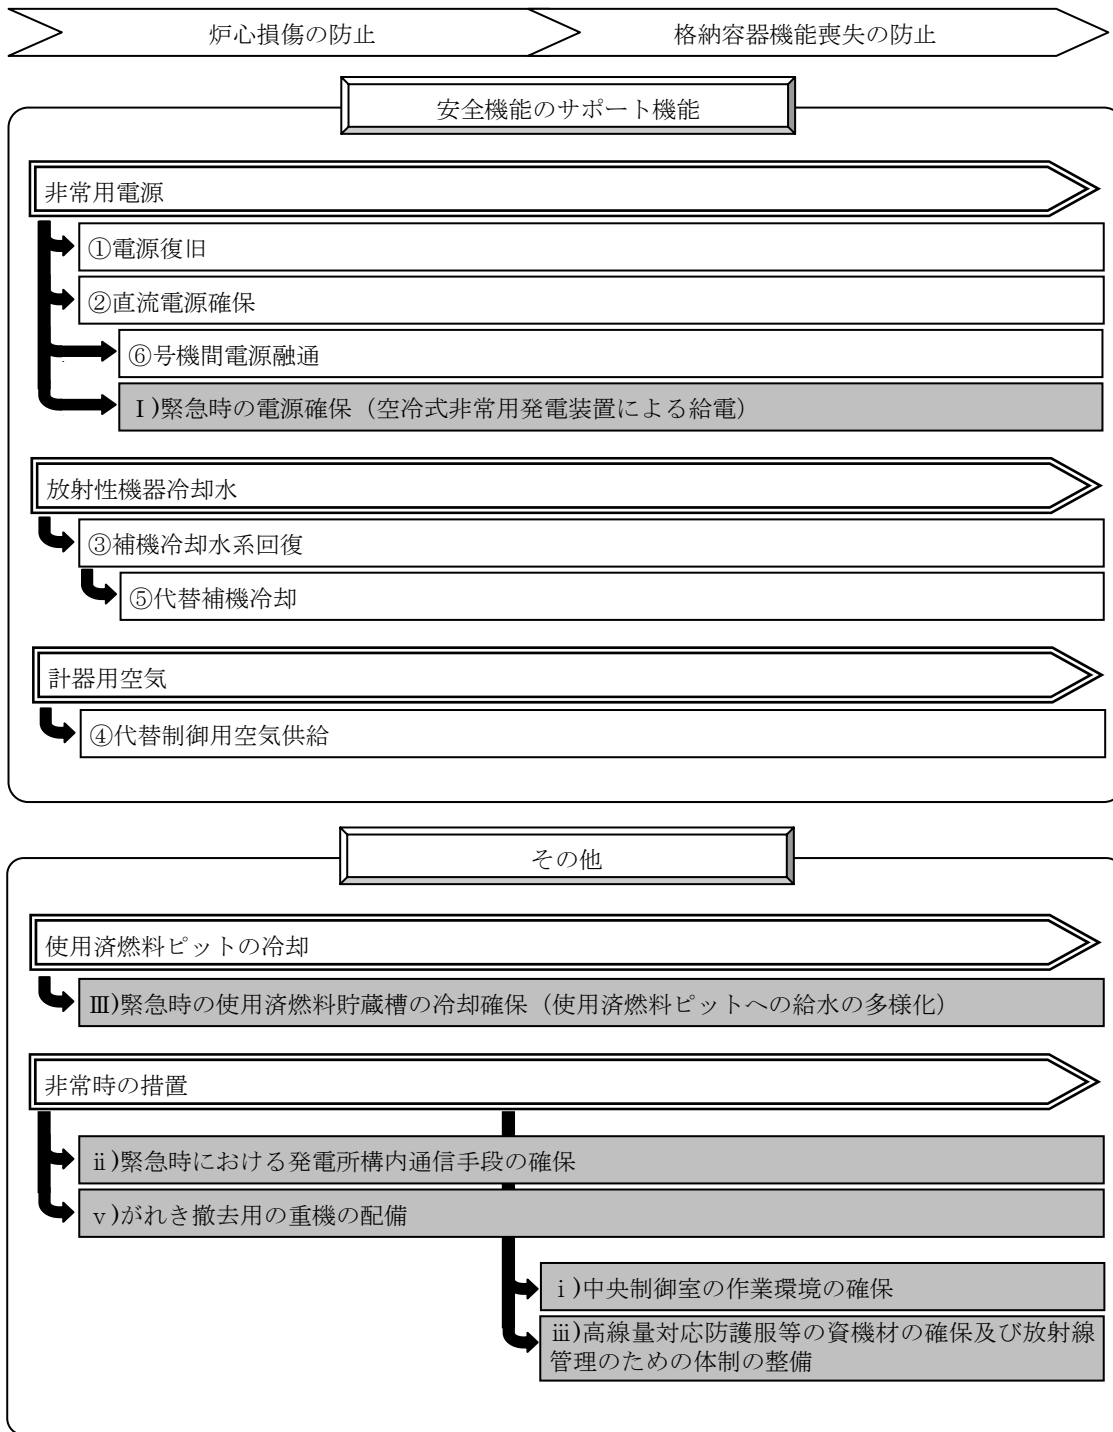 炉心損傷の防止
格納容器機能喪失の防止
安全機能のサポート機能
非常用電源
①電源復旧
②直流電源確保
⑥号機間電源融通
Ⅰ)緊急時の電源確保（空冷式非常用発電装置による給電）
放射性機器冷却水
③補機冷却水系回復
⑤代替補機冷却
計器用空気
④代替制御用空気供給
その他
使用済燃料ピットの冷却
Ⅲ)緊急時の使用済燃料貯蔵槽の冷却確保（使用済燃料ピットへの給水の多様化）
非常時の措置
ⅱ)緊急時における発電所構内通信手段の確保
ⅴ)がれき撤去用の重機の配備
ⅰ)中央制御室の作業環境の確保
ⅲ)高線量対応防護服等の資機材の確保及び放射線
管理のための体制の整備